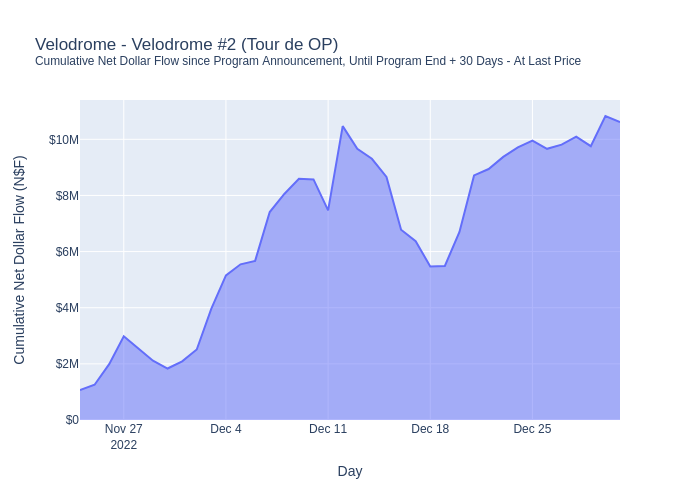 Velodrome - Velodrome #2 (Tour de OP)
Cumulative Net Dollar Flow since Program Announcement, Until Program End + 30 Days - At Last Price
Cumulative Net Dollar Flow (N$F)
$10M
$8M
$6M
$4M
$2M
$0
Nov 27
2022
Dec 4
Dec 11
Dec 18
Dec 25
Day